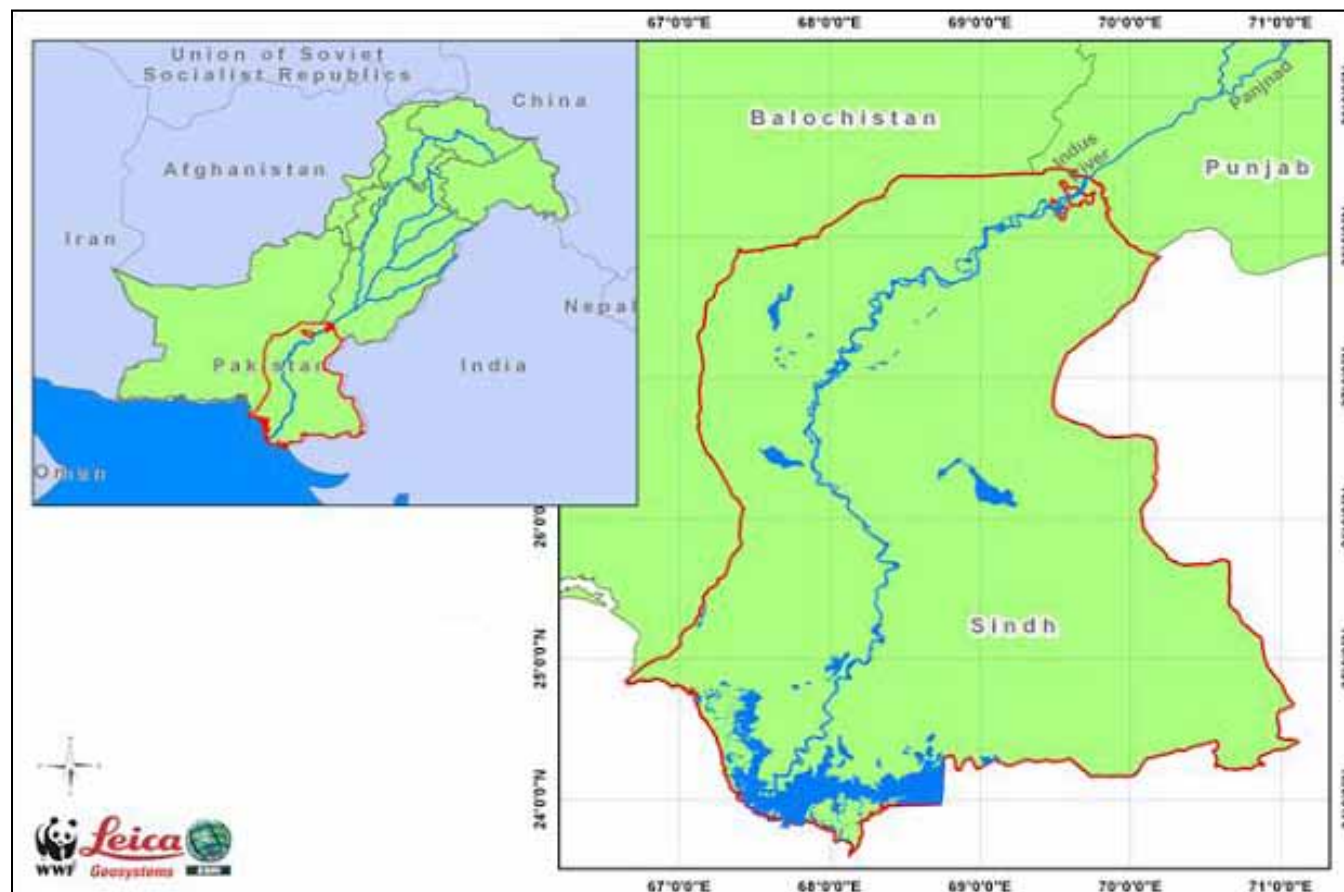 67°0'0"E 68°0'0"E 69°0'0"E 70°0'0"E 71°0'0"E
Union of Soviet
Socialist Republics
China
Afghanistan
Iran
Nepal
Pakistan
India
Oman
Balochistan
Panjnad
Indus
River
Punjab
Sindh
25°0'0"N
24°0'0"N
WWF
Leica
Geosystems
67°0'0"E 68°0'0"E 69°0'0"E 70°0'0"E 71°0'0"E